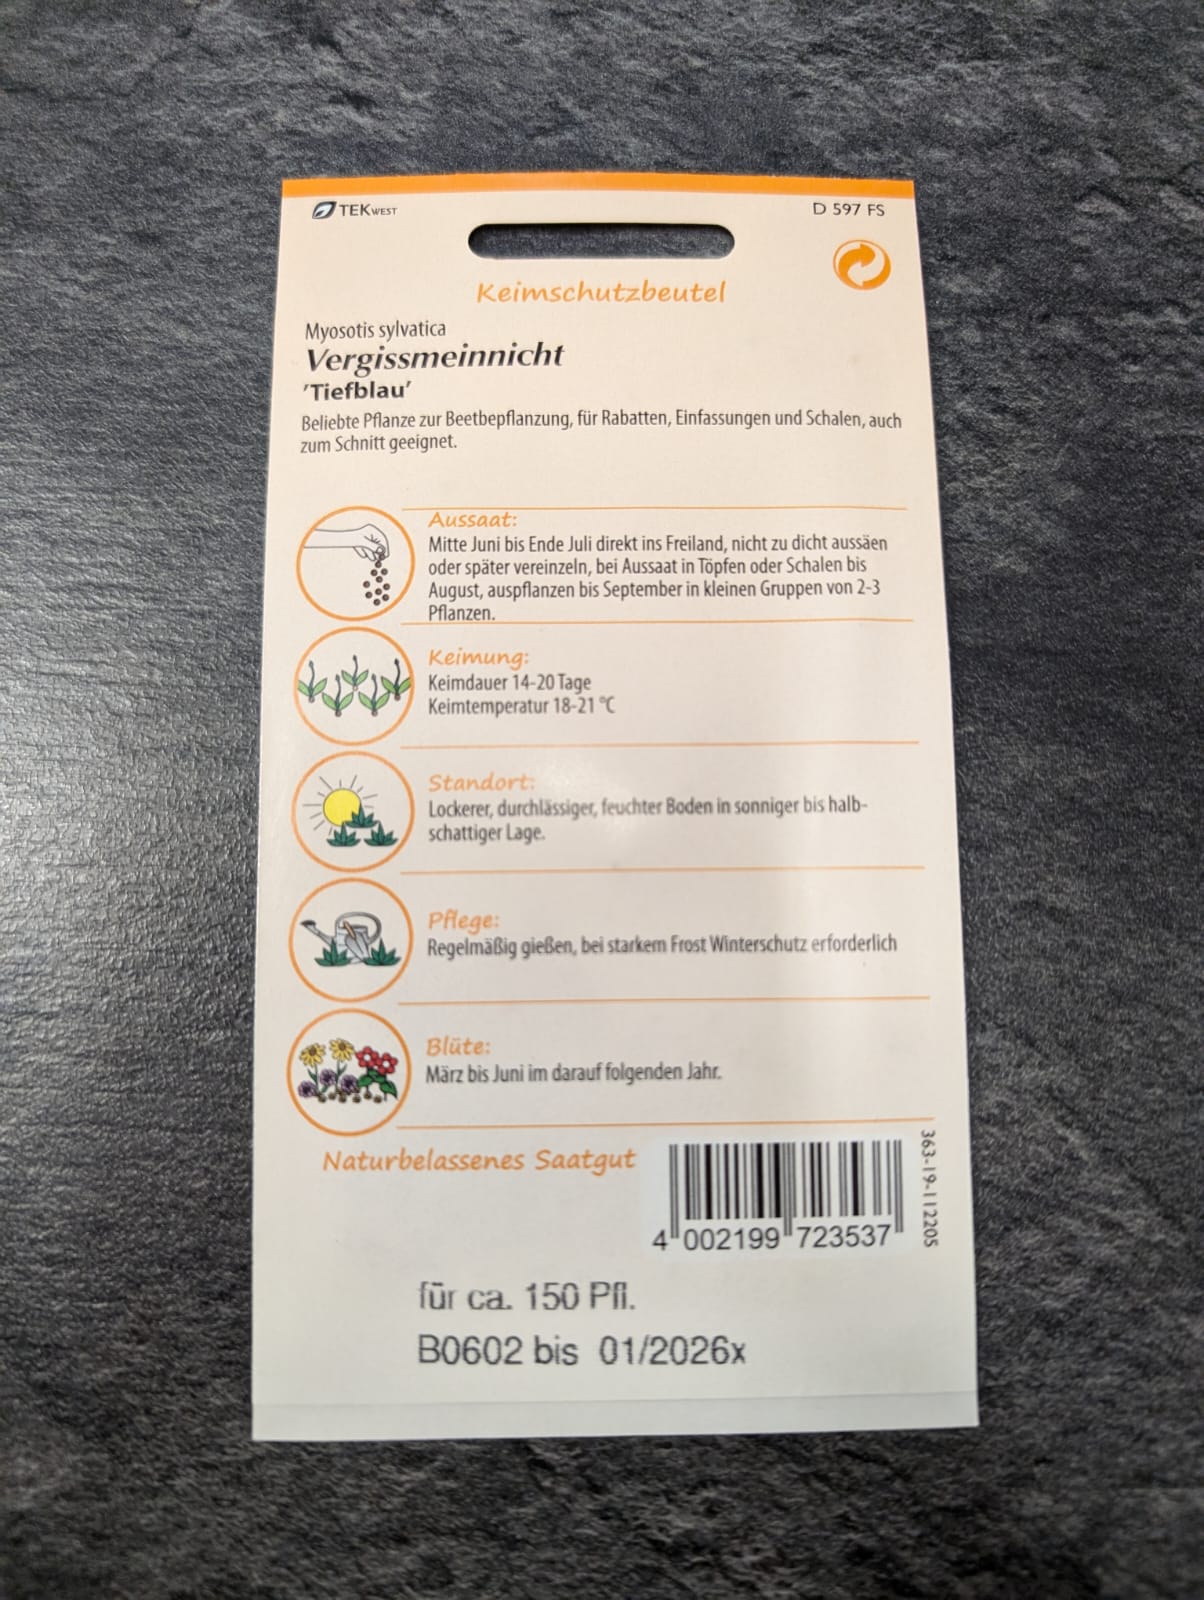 TEKWEST
D 597 FS
Keimschutzbeutel
Myosotis sylvatica
Vergissmeinnicht
'Tiefblau'
Beliebte Pflanze zur Beetbepflanzung, für Rabatten, Einfassungen und Schalen, auch
zum Schnitt geeignet.
Aussaat:
Mitte Juni bis Ende Juli direkt ins Freiland, nicht zu dicht aussäen
oder später vereinzeln, bei Aussaat in Töpfen oder Schalen bis
August, auspflanzen bis September in kleinen Gruppen von 2-3
Pflanzen.
Keimung:
Keimdauer 14-20 Tage
Keimtemperatur 18-21 °C
Standort:
Lockerer, durchlässiger, feuchter Boden in sonniger bis halb-
schattiger Lage.
Pflege:
Regelmäßig gießen, bei starkem Frost Winterschutz erforderlich
Blüte:
März bis Juni im darauf folgenden Jahr.
Naturbelassenes Saatgut
363-19-112205
4 002199 723537
für ca. 150 Pfl.
B0602 bis 01/2026x